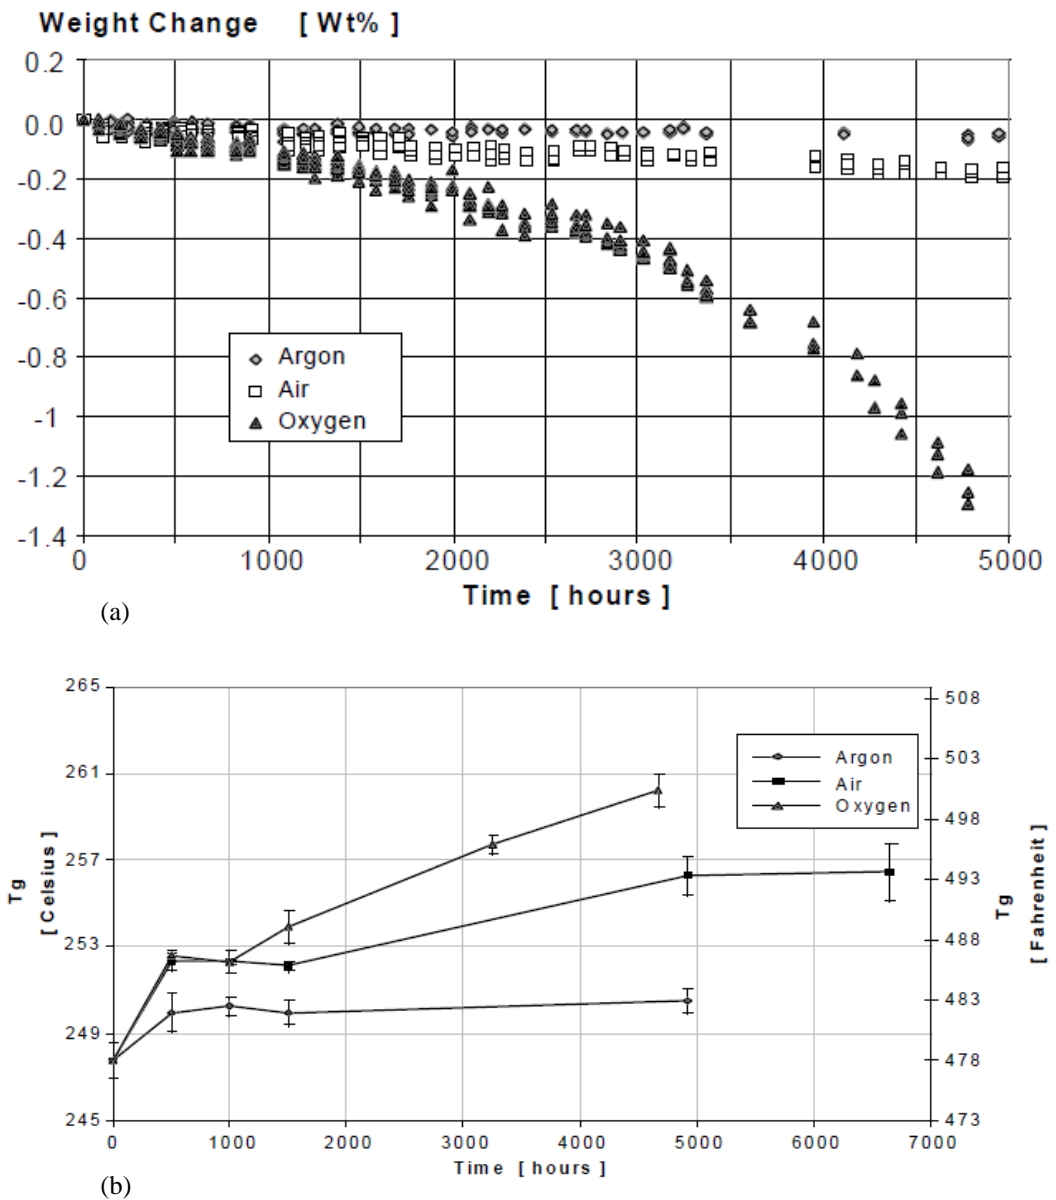 Weight Change [ Wt% ]
0.2
0.0
-0.2
-0.4
-0.6
-0.8
-1
-1.2
-1.4
Argon
Air
Oxygen
0 1000 2000 3000 4000 5000
Time [ hours ]
(a)
265
261
257
253
249
245
Tg
[ Celsius ]
508
503
498
493
488
483
478
473
Tg
[ Fahrenheit ]
Argon
Air
Oxygen
0 1000 2000 3000 4000 5000 6000 7000
Time [ hours ]
(b)